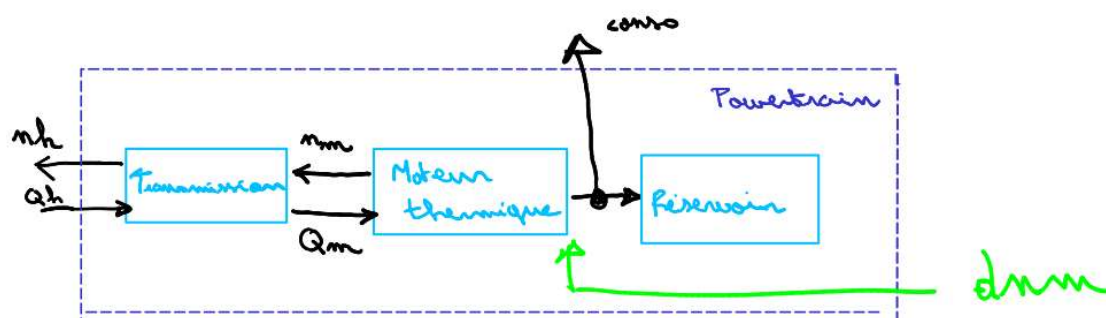 conso
Powertrain
nh
nm
Transmission
Moteur
thermique
Réservoir
Qh
Qm
dnm